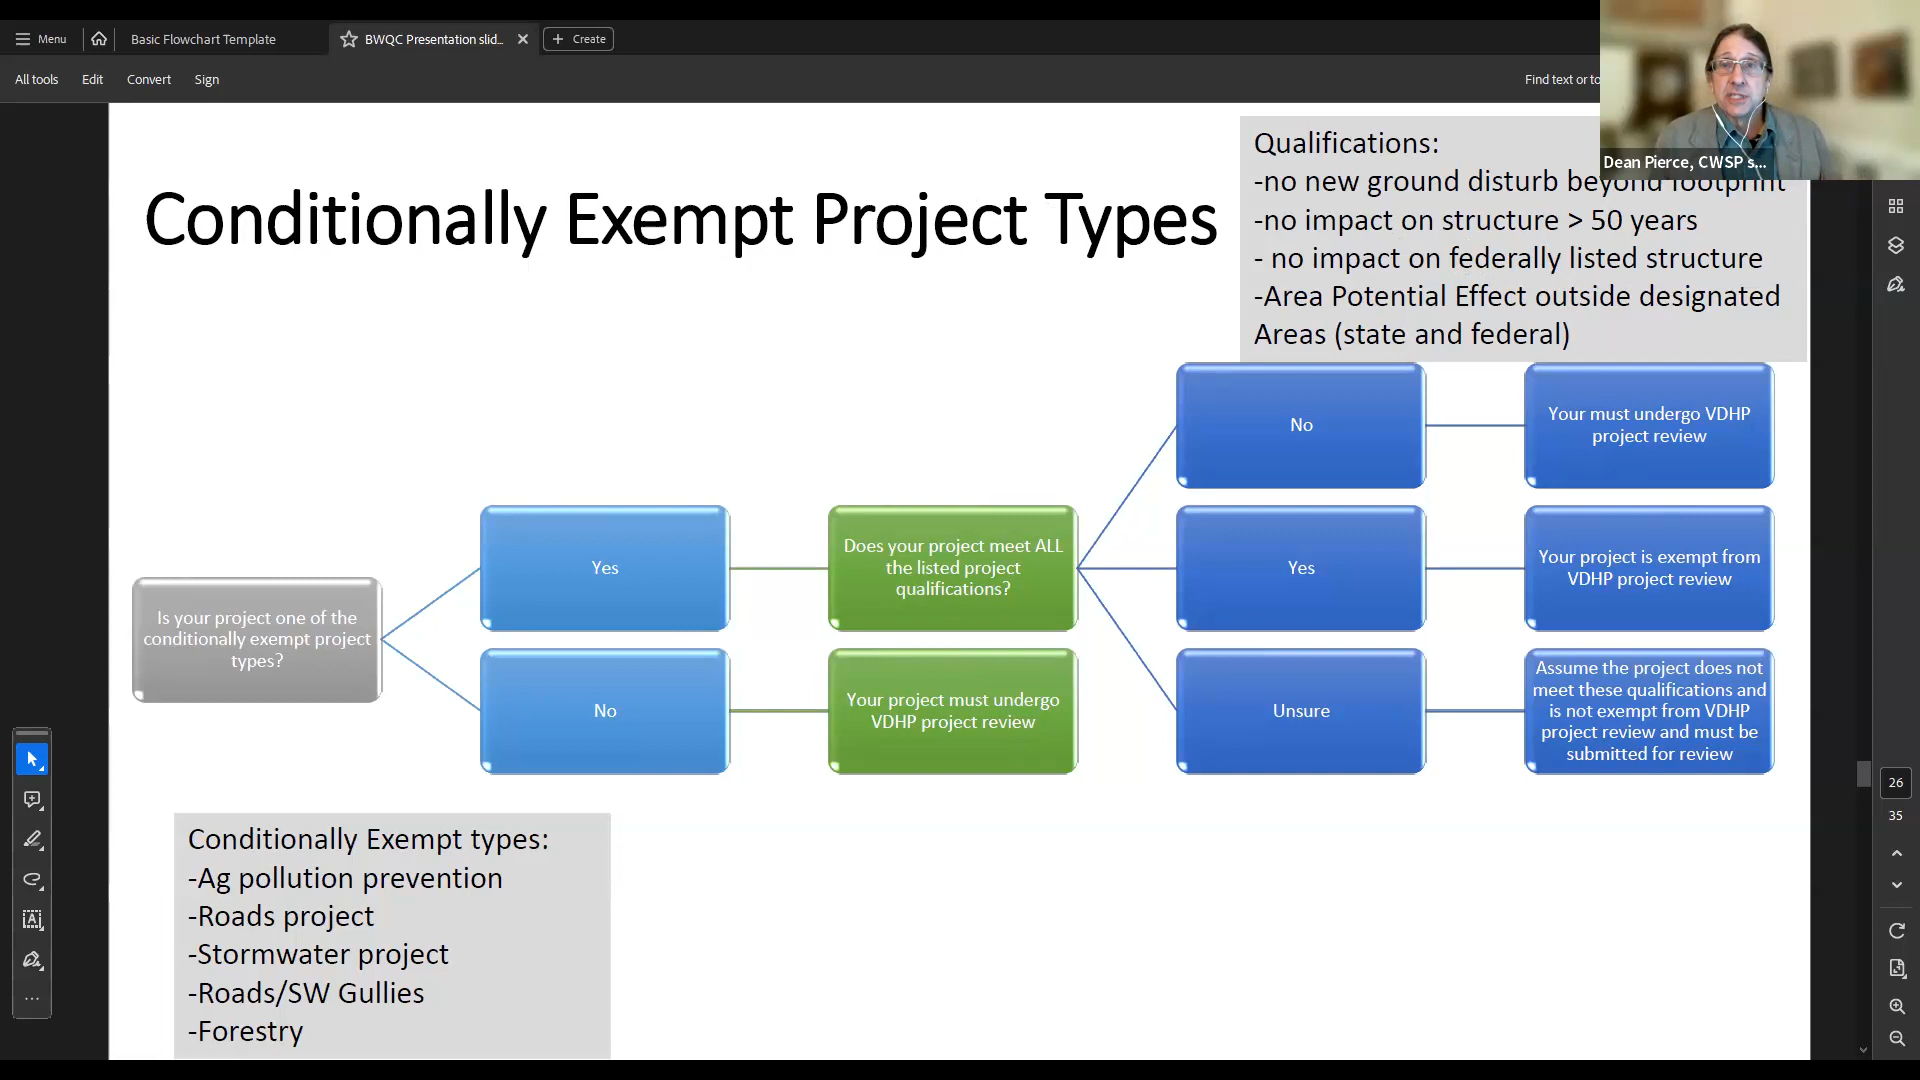 Menu
Basic Flowchart Template
BWQC Presentation slid...
Create
All tools
Edit
Convert
Sign
Find text or to
Dean Pierce, CWSP s...
Conditionally Exempt Project Types
Qualifications:
-no new ground disturb beyond footprint
-no impact on structure > 50 years
- no impact on federally listed structure
-Area Potential Effect outside designated
Areas (state and federal)
Is your project one of the
conditionally exempt project
types?
Yes
No
Does your project meet ALL
the listed project
qualifications?
Your project must undergo
VDHP project review
No
Yes
Unsure
Your must undergo VDHP
project review
Your project is exempt from
VDHP project review
Assume the project does not
meet these qualifications and
is not exempt from VDHP
project review and must be
submitted for review
Conditionally Exempt types:
-Ag pollution prevention
-Roads project
-Stormwater project
-Roads/SW Gullies
-Forestry
26
35